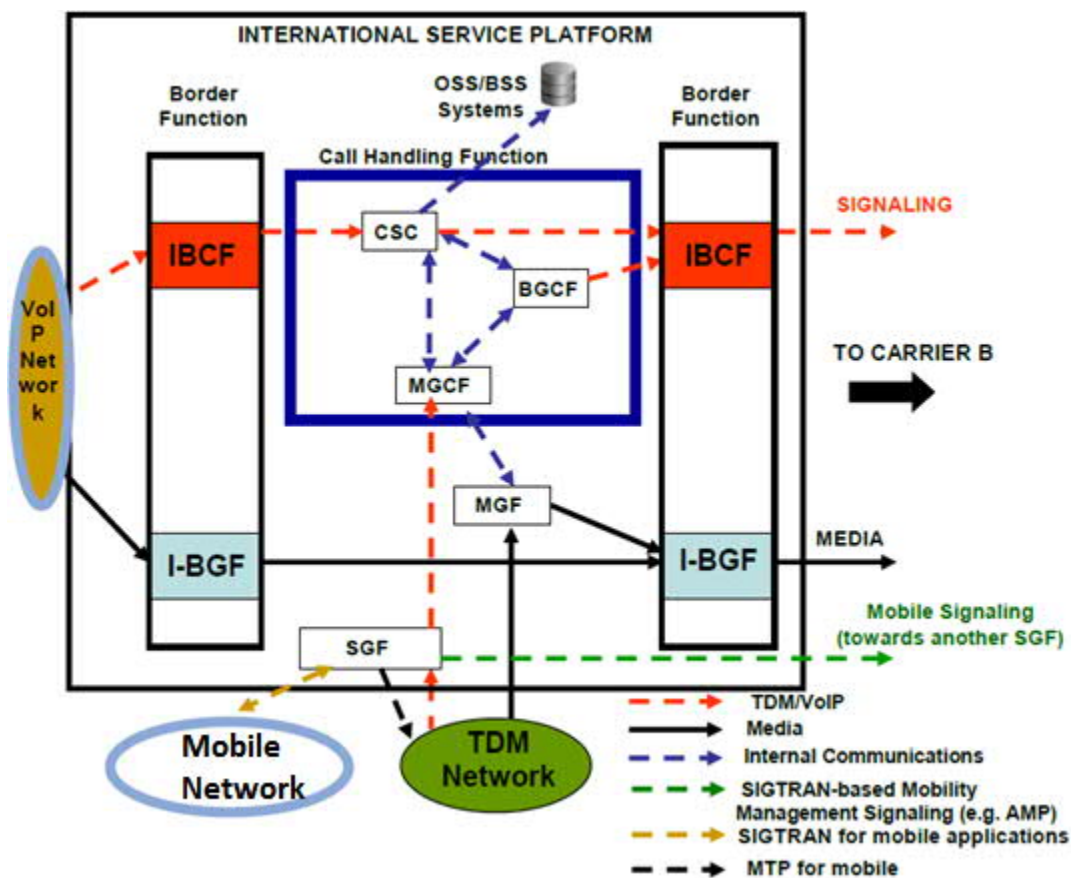 INTERNATIONAL SERVICE PLATFORM
OSS/BSS
Systems
Border
Function
Border
Function
Call Handling Function
CSC
SIGNALING
IBCF
IBCF
BGCF
VoI
P
Net
wor
k
TO CARRIER B
MGCF
MGF
MEDIA
I-BGF
I-BGF
Mobile Signaling
(towards another SGF)
SGF
TDM/VoIP
Media
Mobile
Network
TDM
Network
Internal Communications
SIGTRAN-based Mobility
Management Signaling (e.g. AMP)
SIGTRAN for mobile applications
MTP for mobile